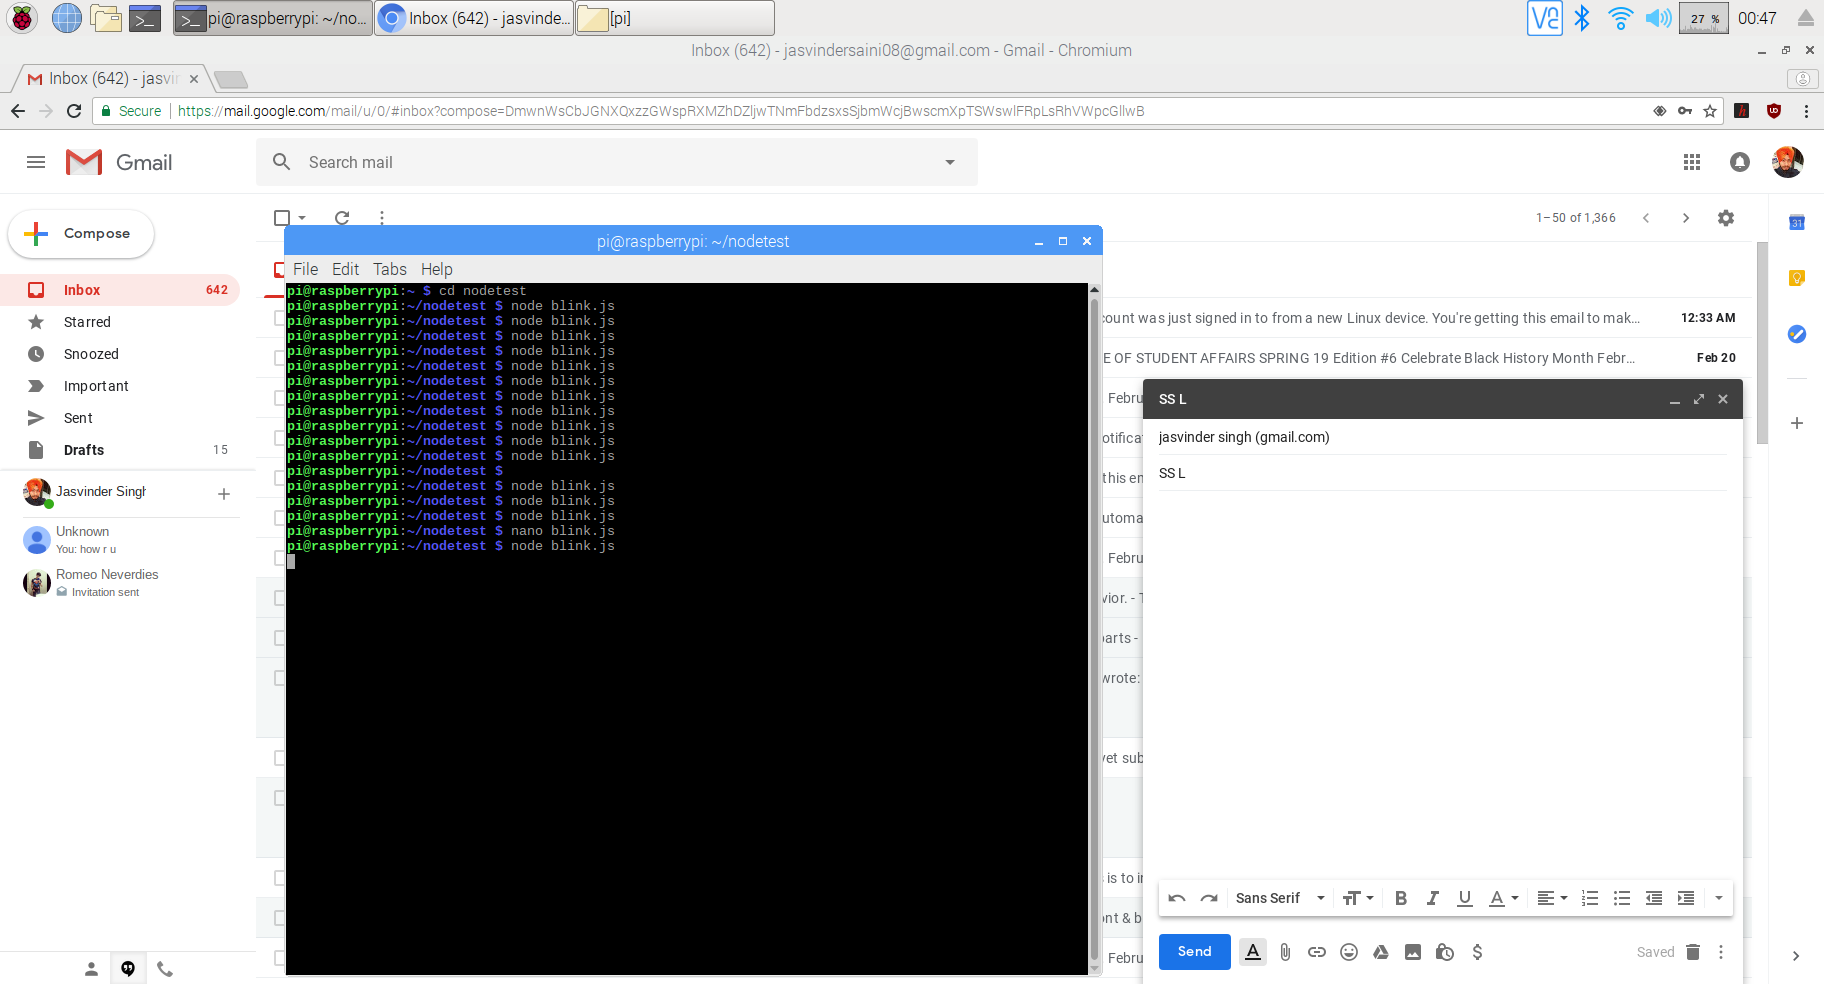 pi@raspberrypi: ~/no...
Inbox (642) - jasvinde...
[pi]
27 %
00:47
Inbox (642) - jasvindersaini08@gmail.com - Gmail - Chromium
Inbox (642) - jasvin
Secure
https://mail.google.com/mail/u/0/#inbox?compose=DmwnWsCbJGNXQxzzGWspRXMZhDZljwTNmFbdzsxsSjbmWcjBwscmXpTSWswlFRpLsRhVWpcGllwB
Gmail
Search mail
Compose
1–50 of 1,366
31
Inbox 642
Starred
Snoozed
Important
Sent
Drafts 15
Jasvinder Singh
Unknown
You: how r u
Romeo Neverdies
Invitation sent
pi@raspberrypi: ~/nodetest
File Edit Tabs Help
pi@raspberrypi:~ $ cd nodetest
pi@raspberrypi:~/nodetest $ node blink.js
pi@raspberrypi:~/nodetest $ node blink.js
pi@raspberrypi:~/nodetest $ node blink.js
pi@raspberrypi:~/nodetest $ node blink.js
pi@raspberrypi:~/nodetest $ node blink.js
pi@raspberrypi:~/nodetest $ node blink.js
pi@raspberrypi:~/nodetest $ node blink.js
pi@raspberrypi:~/nodetest $ node blink.js
pi@raspberrypi:~/nodetest $ node blink.js
pi@raspberrypi:~/nodetest $ node blink.js
pi@raspberrypi:~/nodetest $ node blink.js
pi@raspberrypi:~/nodetest $
pi@raspberrypi:~/nodetest $ node blink.js
pi@raspberrypi:~/nodetest $ node blink.js
pi@raspberrypi:~/nodetest $ node blink.js
pi@raspberrypi:~/nodetest $ nano blink.js
pi@raspberrypi:~/nodetest $ node blink.js
count was just signed in to from a new Linux device. You're getting this email to mak... 12:33 AM
E OF STUDENT AFFAIRS SPRING 19 Edition #6 Celebrate Black History Month Febr... Feb 20
Febru
otifica
this en
utoma
Febru
vior. - T
parts -
wrote:
yet sub
s is to in
ont & b
Febru
SS L
jasvinder singh (gmail.com)
SS L
Sans Serif
Send
Saved